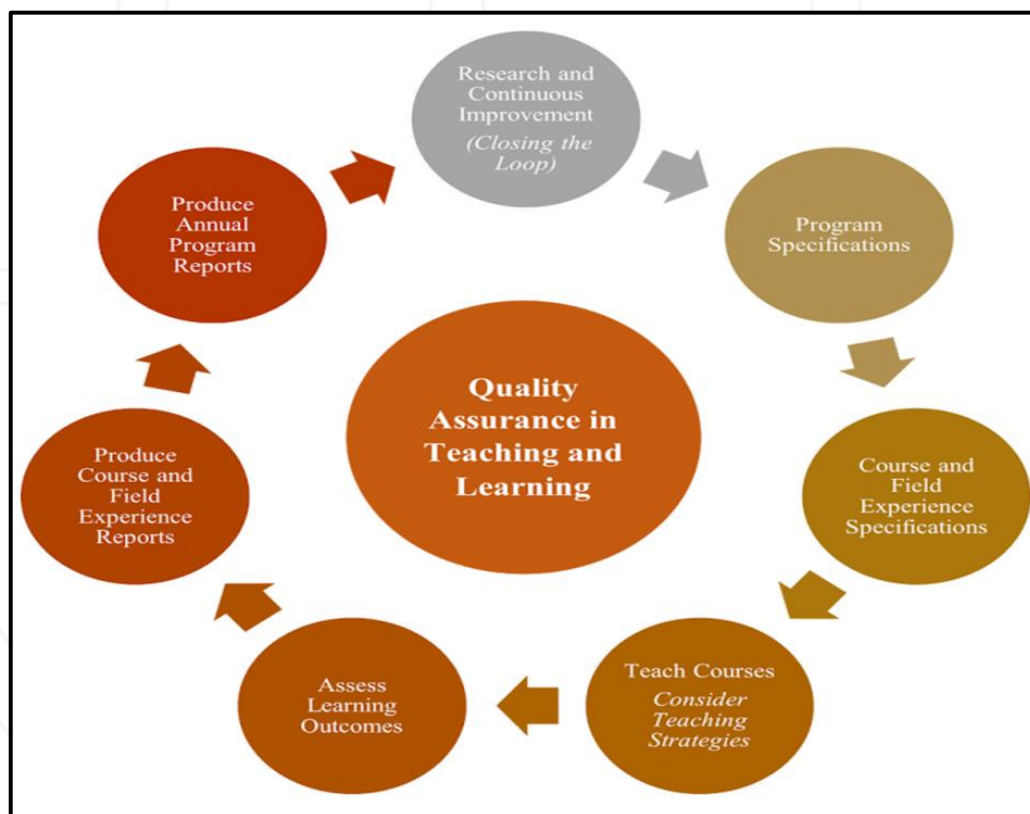 Research and
Continuous
Improvement
(Closing the
Loop)
Program
Specifications
Course and
Field
Experience
Specifications
Teach Courses
Consider
Teaching
Strategies
Assess
Learning
Outcomes
Produce
Course and
Field
Experience
Reports
Produce
Annual
Program
Reports
Quality
Assurance in
Teaching and
Learning